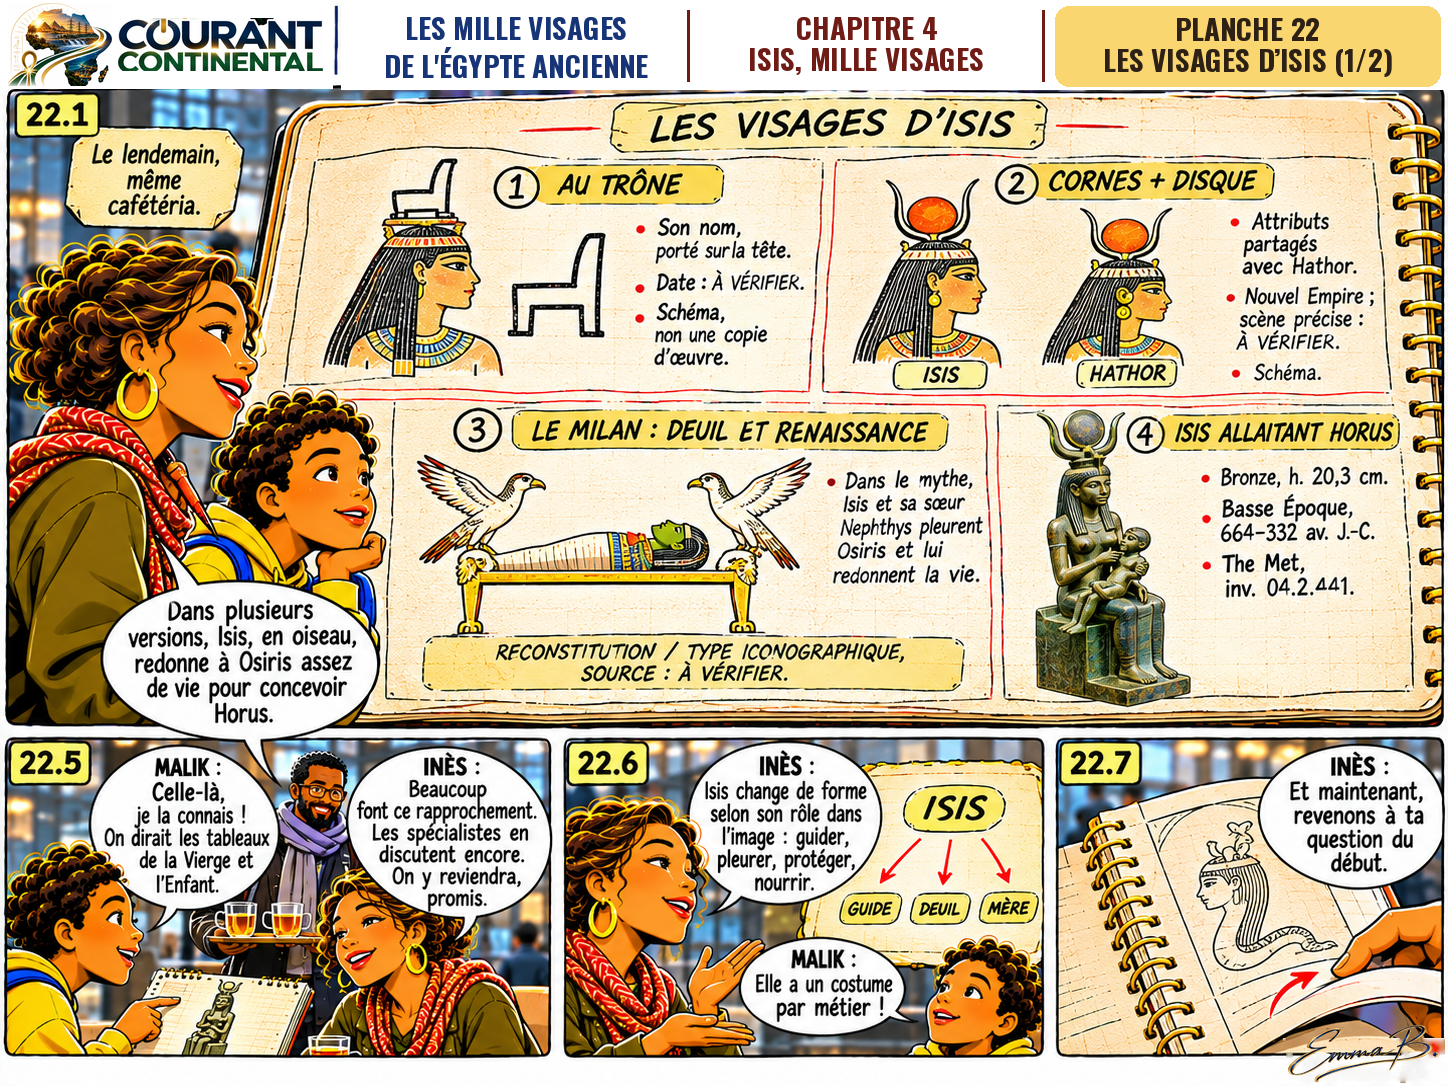 COURANT
CONTINENTAL
LES MILLE VISAGES
DE L'ÉGYPTE ANCIENNE
CHAPITRE 4
ISIS, MILLE VISAGES
PLANCHE 22
LES VISAGES D'ISIS (1/2)
22.1
Le lendemain,
même
cafétéria.
LES VISAGES D'ISIS
1 AU TRÔNE
• Son nom,
porté sur la tête.
• Date : À VÉRIFIER.
• Schéma,
non une copie
d'œuvre.
2 CORNES + DISQUE
• Attributs
partagés
avec Hathor.
• Nouvel Empire ;
scène précise :
À VÉRIFIER.
• Schéma.
ISIS
HATHOR
3 LE MILAN : DEUIL ET RENAISSANCE
• Dans le mythe,
Isis et sa sœur
Nephthys pleurent
Osiris et lui
redonnent la vie.
RECONSTITUTION / TYPE ICONOGRAPHIQUE,
SOURCE : À VÉRIFIER.
4 ISIS ALLAITANT HORUS
• Bronze, h. 20,3 cm.
• Basse Époque,
664–332 av. J.-C.
• The Met,
inv. 04.2.441.
Dans plusieurs
versions, Isis, en oiseau,
redonne à Osiris assez
de vie pour concevoir
Horus.
22.5
MALIK :
Celle-là,
je la connais !
On dirait les tableaux
de la Vierge et
l'Enfant.
INÈS :
Beaucoup
font ce rapprochement.
Les spécialistes en
discutent encore.
On y reviendra,
promis.
22.6
INÈS :
Isis change de forme
selon son rôle dans
l'image : guider,
pleurer, protéger,
nourrir.
ISIS
GUIDE
DEUIL
MÈRE
MALIK :
Elle a un costume
par métier !
22.7
INÈS :
Et maintenant,
revenons à ta
question du
début.
Emma B.